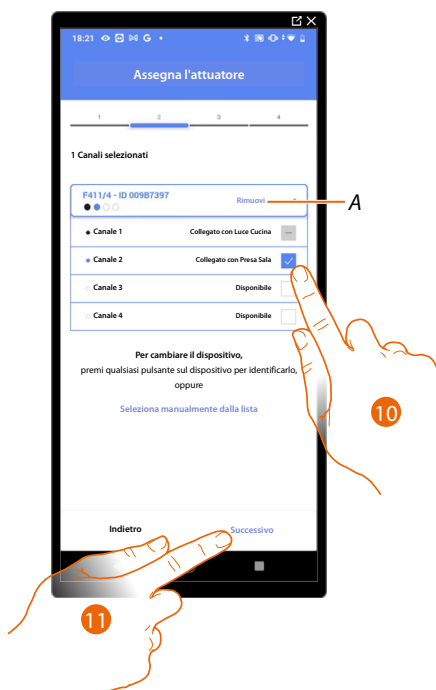 18:21 G
Assegna l'attuatore
1 2 3 4
1 Canali selezionati
F411/4 - ID 009B7397
Rimuovi
A
Canale 1 Collegato con Luce Cucina
Canale 2 Collegato con Presa Sala
Canale 3 Disponibile
Canale 4 Disponibile
Per cambiare il dispositivo,
premi qualsiasi pulsante sul dispositivo per identificarlo,
oppure
Seleziona manualmente dalla lista
10
Indietro Successivo
11